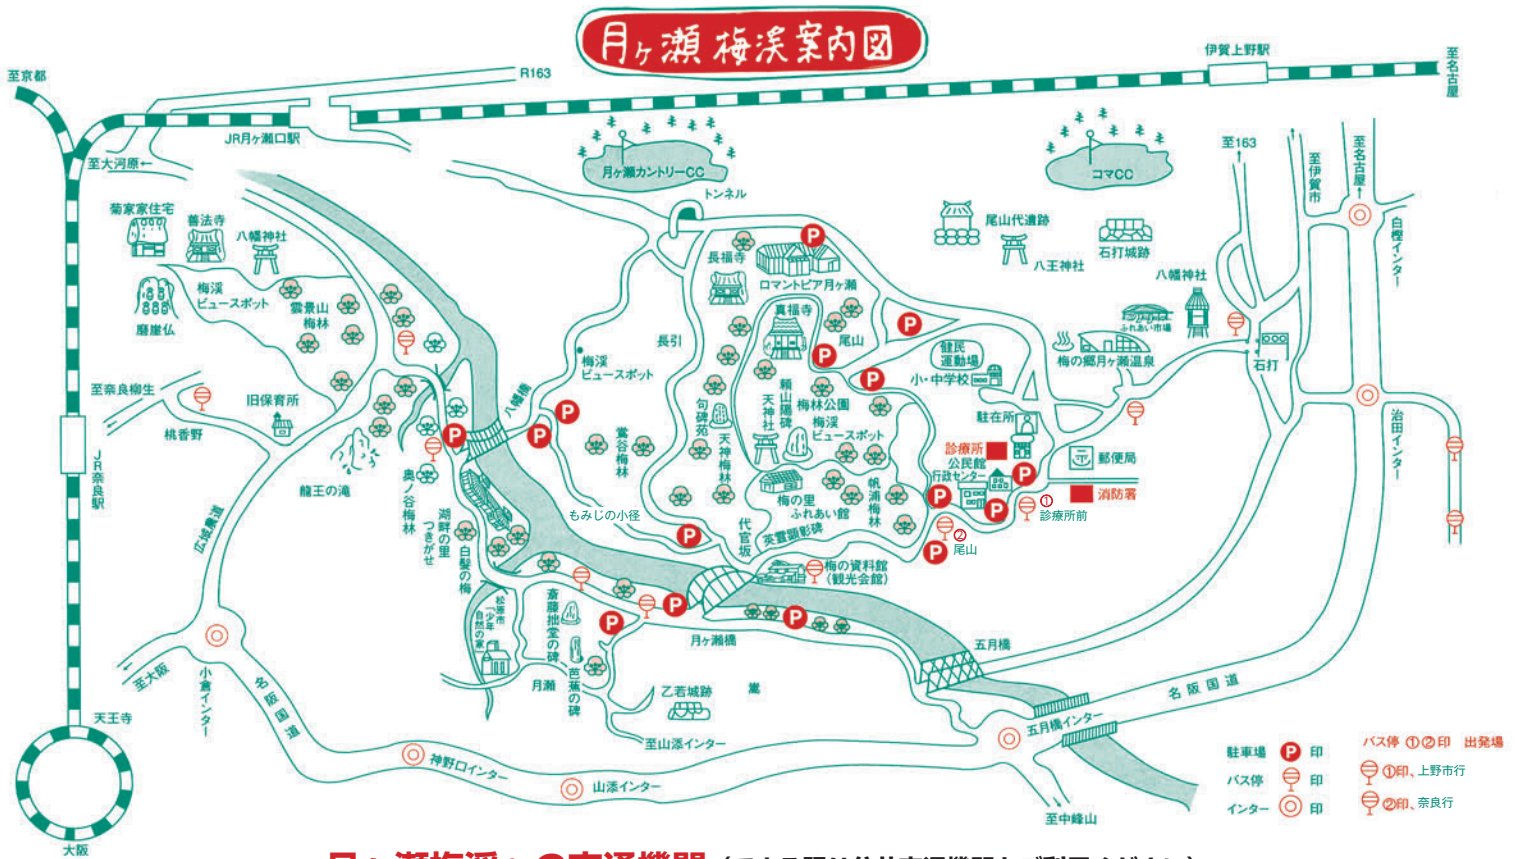 月ヶ瀬梅渓案内図
至京都
R163
伊賀上野駅
至名古屋
JR月ヶ瀬口駅
至大河原←
月ヶ瀬カントリーCC
コマCC
至163
至伊賀市
至名古屋
トンネル
菊家家住宅
善法寺
八幡神社
尾山代遺跡
八王神社
石打城跡
八幡神社
白樫インター
梅渓
ビュースポット
磨崖仏
雲景山
梅林
長福寺
ロマントピア月ヶ瀬
真福寺
尾山
長引
梅渓
ビュースポット
健民
運動場
小・中学校
梅の郷月ヶ瀬温泉
ふれあい市場
石打
至奈良柳生
旧保育所
桃香野
八幡橋
句碑苑
頼山陽碑
天神社
梅林公園
梅渓
ビュースポット
駐在所
診療所
公民館
行政センター
郵便局
消防署
治田インター
JR奈良駅
龍王の滝
奥ノ谷梅林
鶯谷梅林
天神梅林
梅の里
ふれあい館
帆浦梅林
①
診療所前
②
尾山
広域農道
湖畔の里
つきがせ
白髪の梅
もみじの小径
代官坂
英霊顕彰碑
梅の資料館
(観光会館)
松原市
少年
自然の家
斎藤拙堂の碑
芭蕉の碑
月ヶ瀬橋
五月橋
至大阪
小倉インター
名阪国道
月瀬
乙若城跡
嵩
至山添インター
名阪国道
五月橋インター
天王寺
神野口インター
山添インター
至中峰山
大阪
駐車場 P 印
バス停 印
インター 印
バス停 ①②印 出発場
①印、上野市行
②印、奈良行